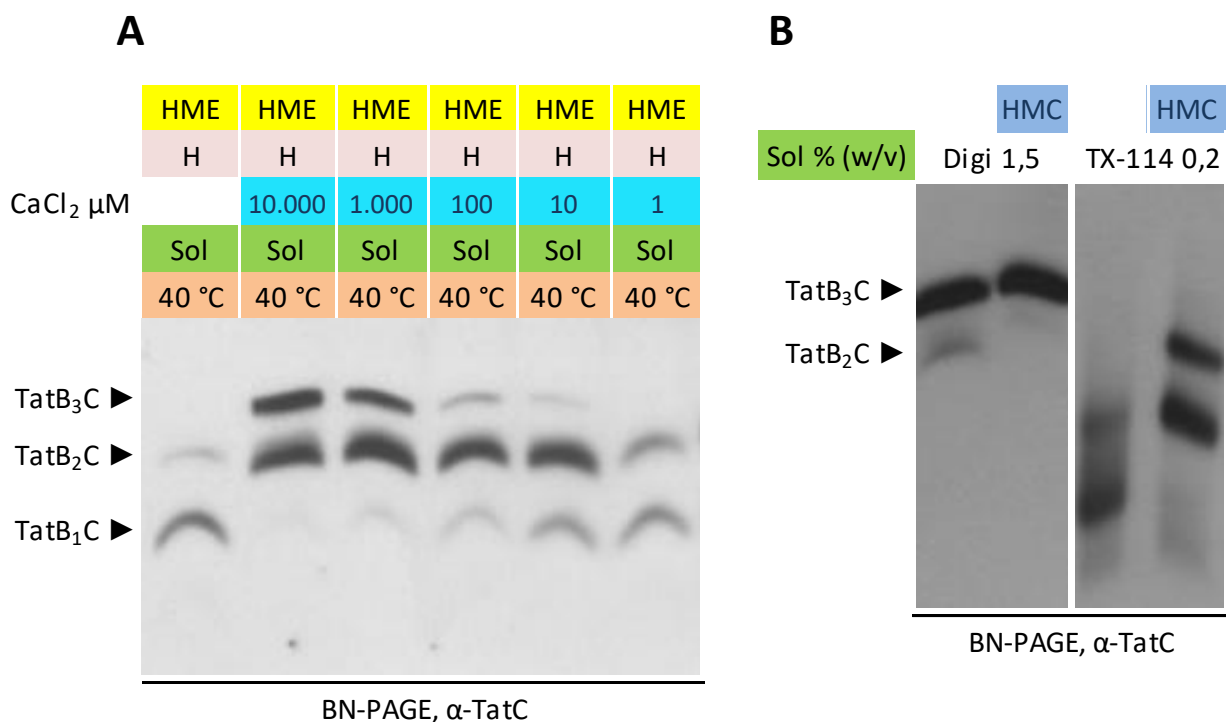 A
HME HME HME HME HME HME
H H H H H H
CaCl₂ µM 10.000 1.000 100 10 1
Sol Sol Sol Sol Sol Sol
40 °C 40 °C 40 °C 40 °C 40 °C 40 °C
TatB₃C ►
TatB₂C ►
TatB₁C ►
BN-PAGE, α-TatC
B
HMC HMC
Sol % (w/v) Digi 1,5 TX-114 0,2
TatB₃C ►
TatB₂C ►
BN-PAGE, α-TatC